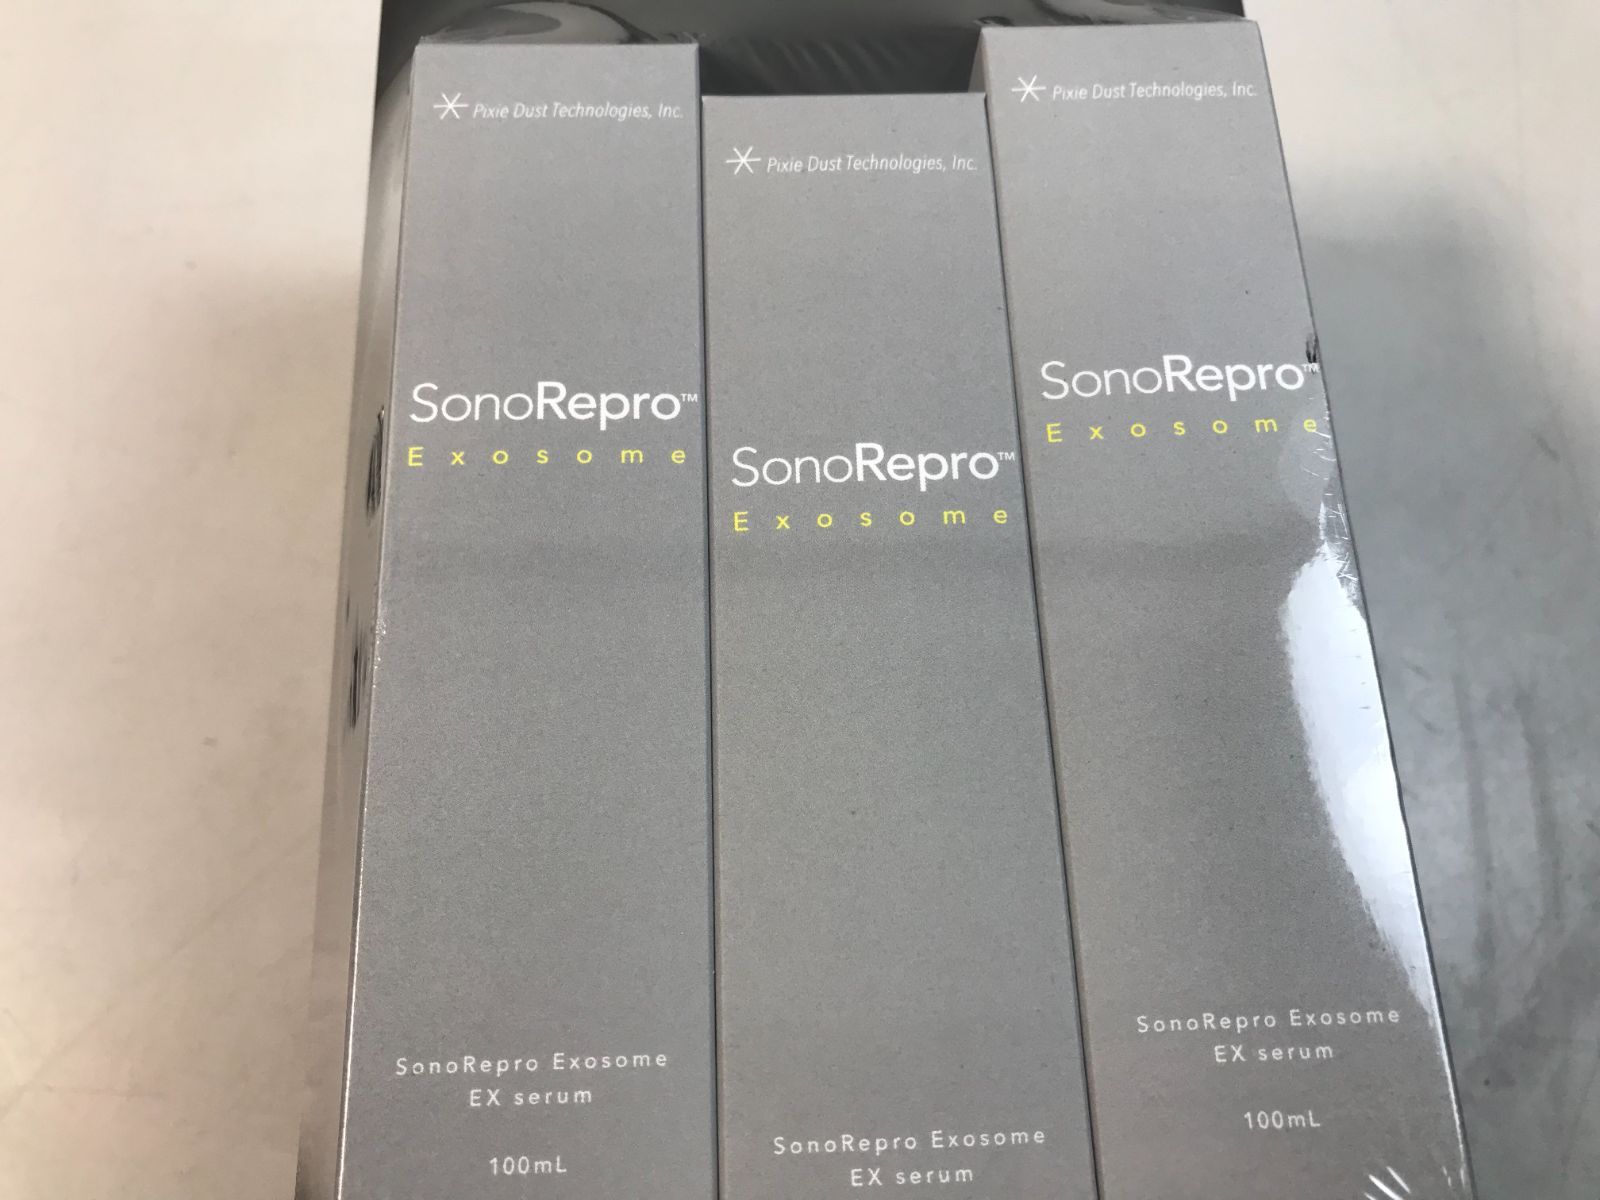 Pixie Dust Technologies, Inc.
SonoRepro™
Exosome
SonoRepro Exosome
EX serum
100mL
Pixie Dust Technologies, Inc.
SonoRepro™
Exosome
SonoRepro Exosome
EX serum
Pixie Dust Technologies, Inc.
SonoRepro™
Exosome
SonoRepro Exosome
EX serum
100mL